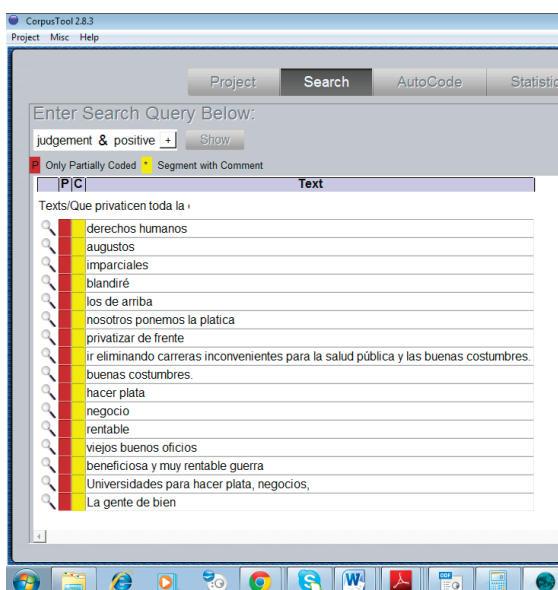 CorpusTool 2.8.3
Project Misc Help
Project Search AutoCode Statistic
Enter Search Query Below:
judgement & positive + Show
P Only Partially Coded * Segment with Comment
P C Text
Texts/Que privaticen toda la
derechos humanos
augustos
imparciales
blandiré
los de arriba
nosotros ponemos la platica
privatizar de frente
ir eliminando carreras inconvenientes para la salud pública y las buenas costumbres.
buenas costumbres.
hacer plata
negocio
rentable
viejos buenos oficios
beneficiosa y muy rentable guerra
Universidades para hacer plata, negocios,
La gente de bien